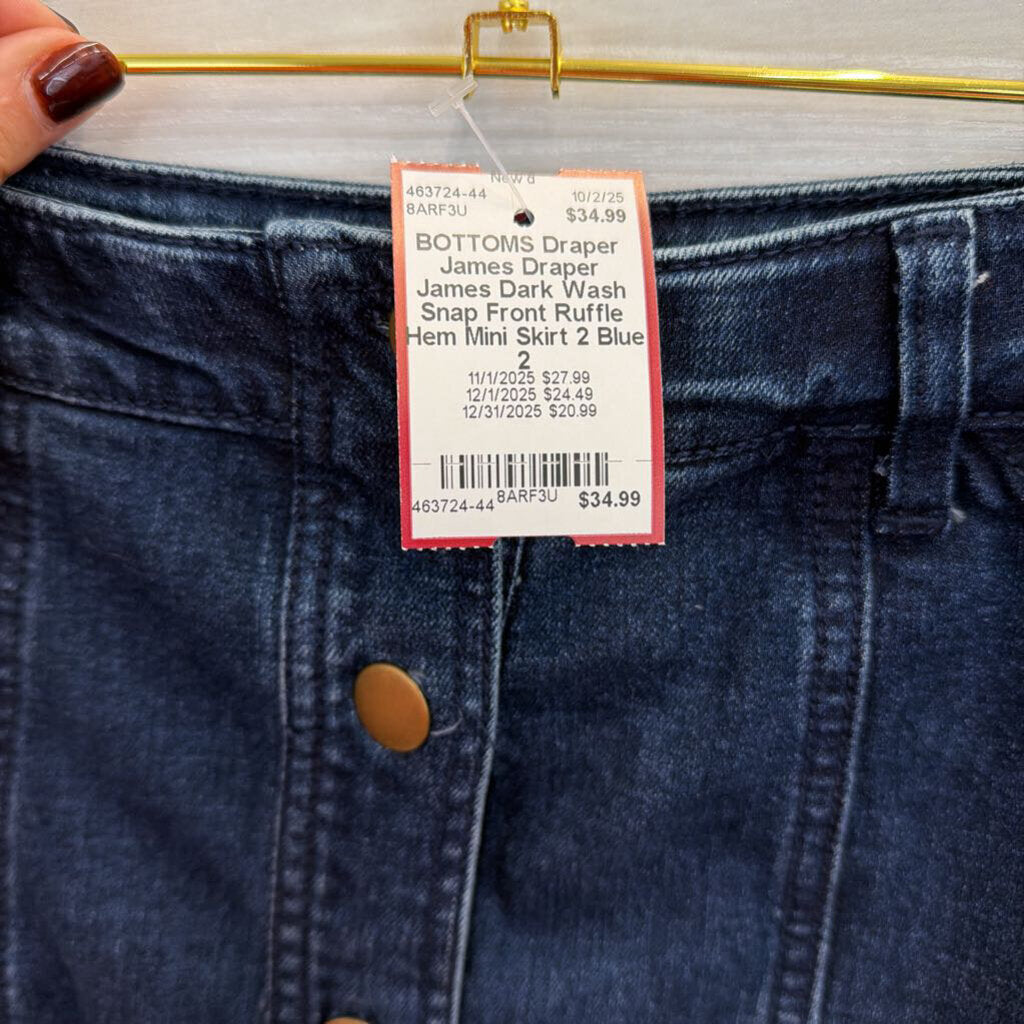 463724-44 10/2/25
8ARF3U $34.99
BOTTOMS Draper
James Draper
James Dark Wash
Snap Front Ruffle
Hem Mini Skirt 2 Blue
2
11/1/2025 $27.99
12/1/2025 $24.49
12/31/2025 $20.99
463724-44 8ARF3U $34.99